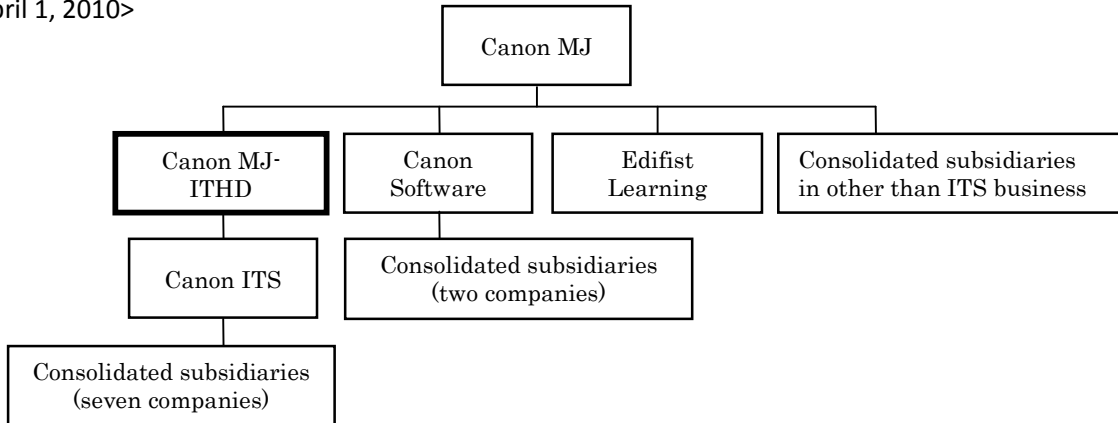 1, 2010>
Canon MJ
Canon MJ-
ITHD
Canon
Software
Edifist
Learning
Consolidated subsidiaries
in other than ITS business
Canon ITS
Consolidated subsidiaries
(two companies)
Consolidated subsidiaries
(seven companies)